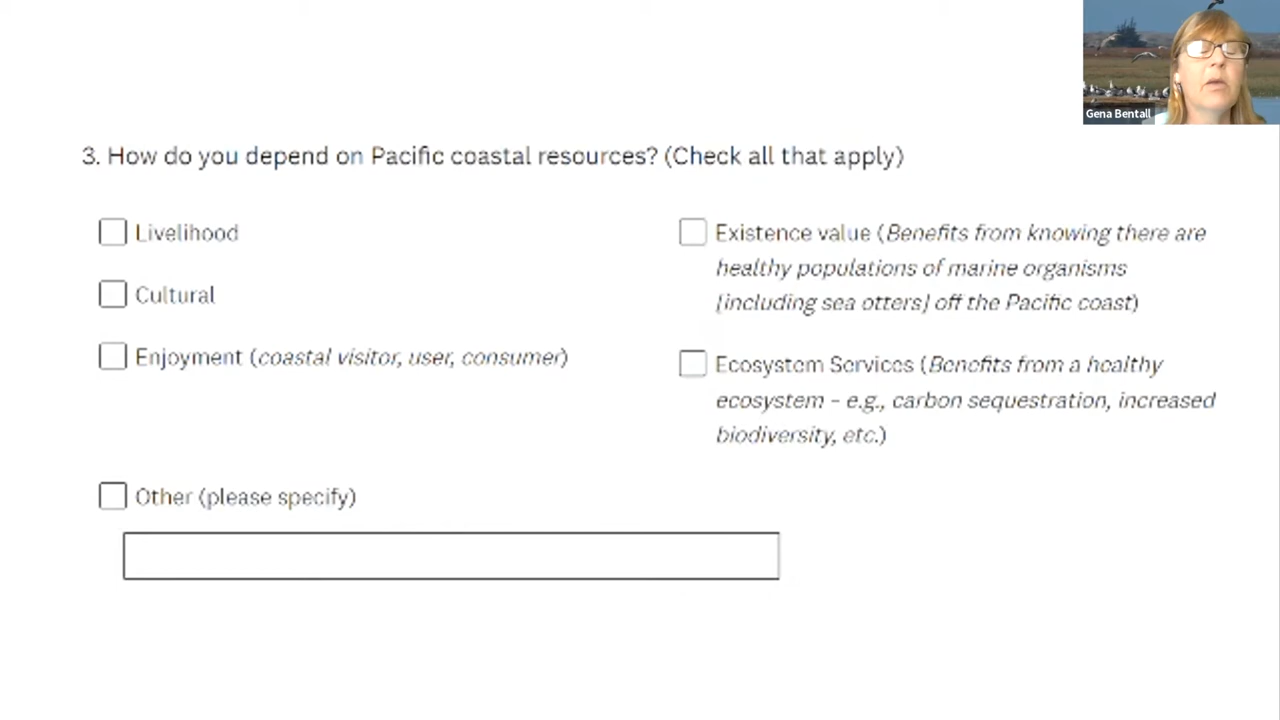 Gena Bentall
3. How do you depend on Pacific coastal resources? (Check all that apply)
Livelihood
Cultural
Enjoyment (coastal visitor, user, consumer)
Existence value (Benefits from knowing there are
healthy populations of marine organisms
[including sea otters] off the Pacific coast)
Ecosystem Services (Benefits from a healthy
ecosystem – e.g., carbon sequestration, increased
biodiversity, etc.)
Other (please specify)